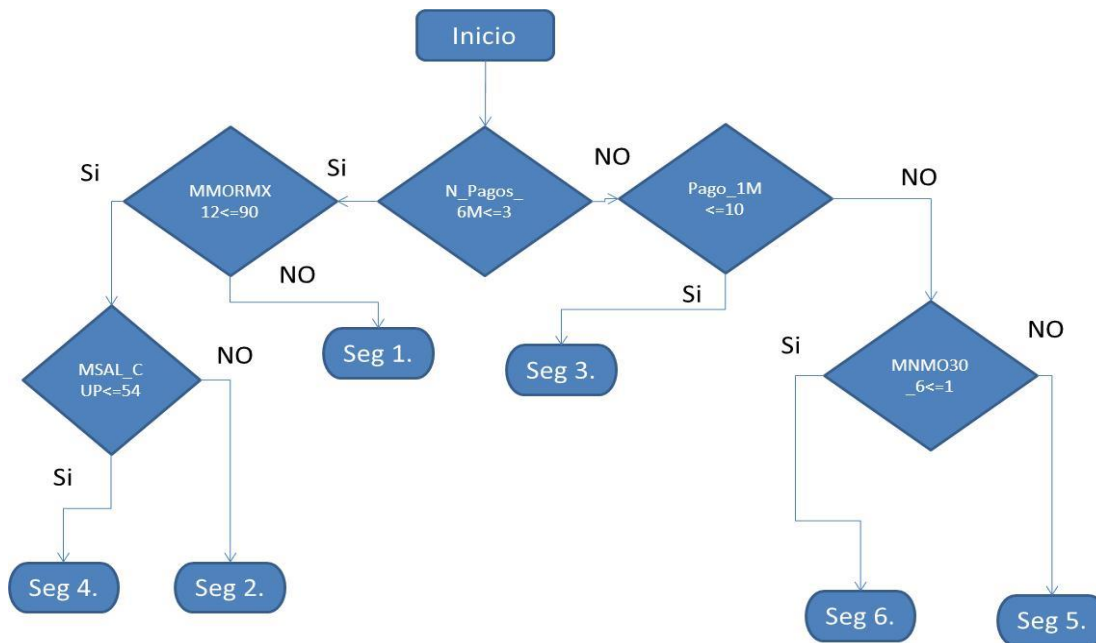 Inicio
Si
MMORMX
12<=90
Si
N_Pagos_
6M<=3
NO
Pago_1M
<=10
NO
NO
Si
MSAL_C
UP<=54
NO
Seg 1.
Seg 3.
Si
MNMO30
_6<=1
NO
Si
Seg 4.
Seg 2.
Seg 6.
Seg 5.